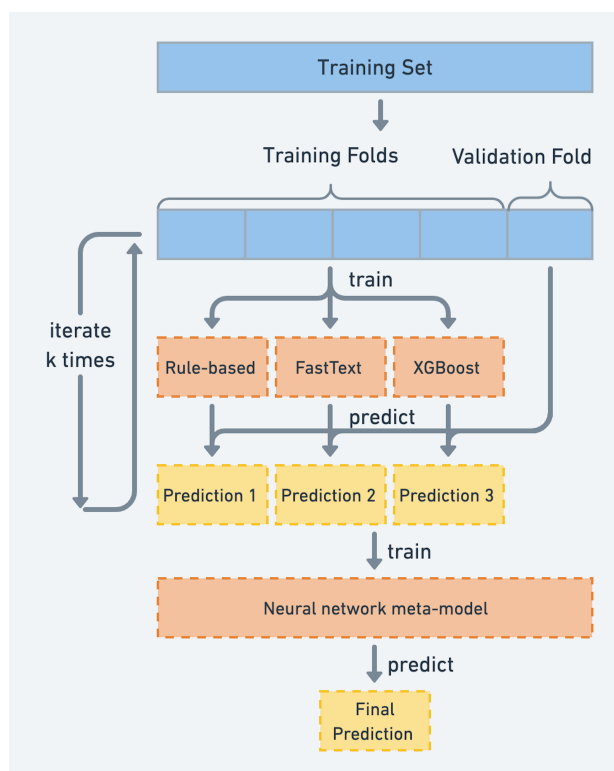 Training Set
Training Folds
Validation Fold
train
iterate
k times
Rule-based
FastText
XGBoost
predict
Prediction 1
Prediction 2
Prediction 3
train
Neural network meta-model
predict
Final
Prediction